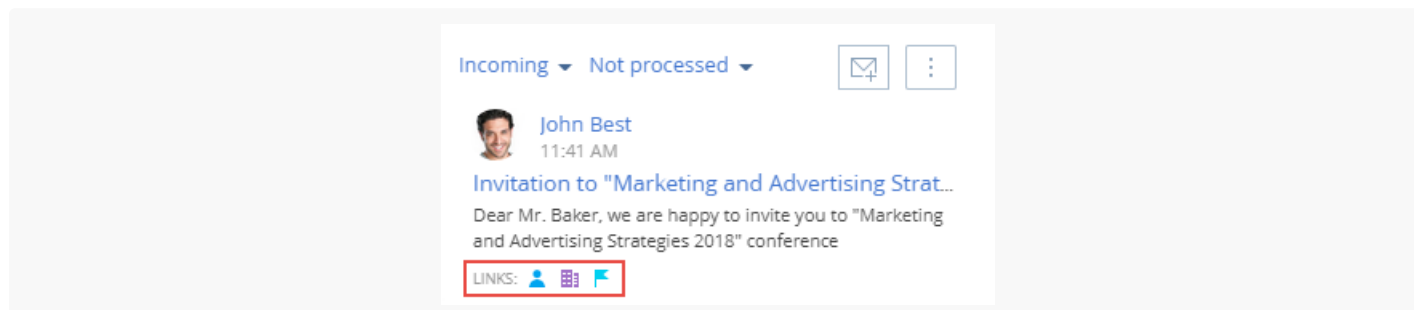 Incoming Not processed
John Best
11:41 AM
Invitation to "Marketing and Advertising Strat...
Dear Mr. Baker, we are happy to invite you to "Marketing
and Advertising Strategies 2018" conference
LINKS: